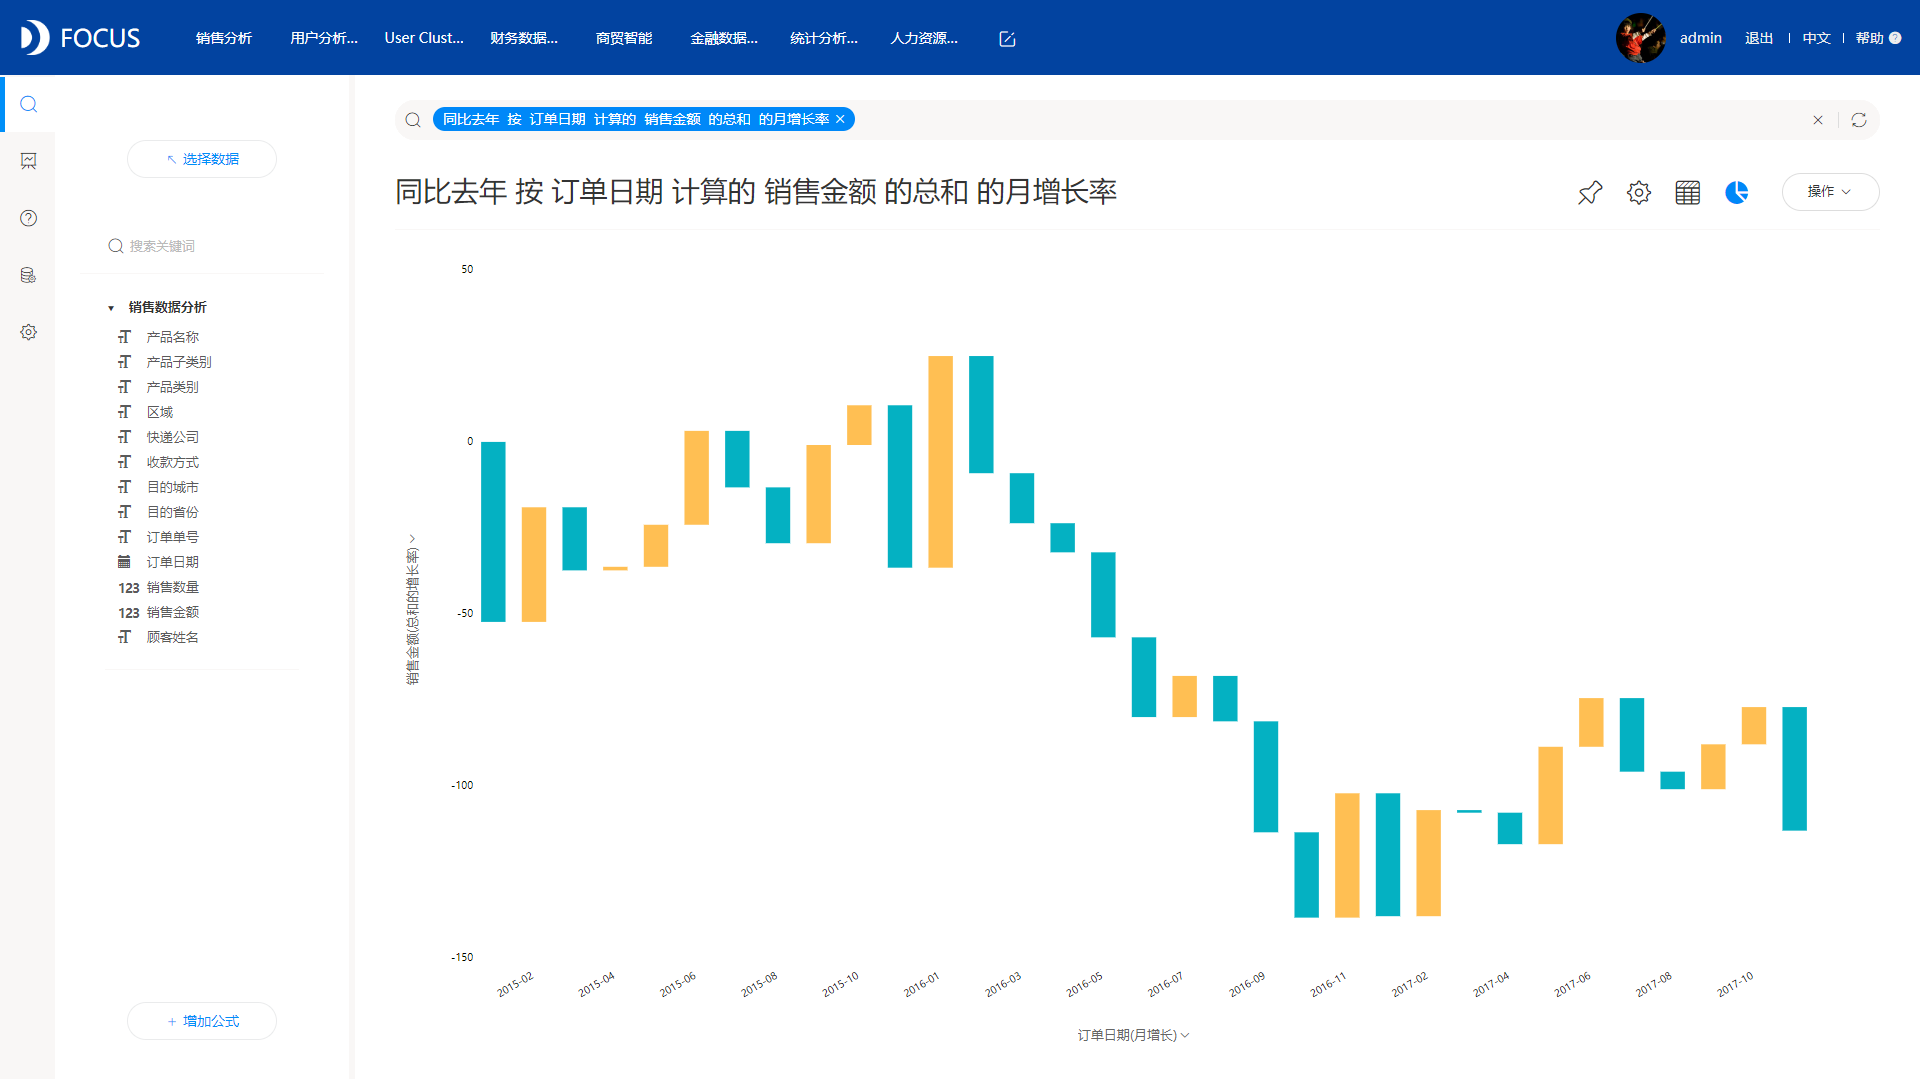 FOCUS
销售分析
用户分析...
User Clust...
财务数据...
商贸智能
金融数据...
统计分析...
人力资源...
admin
退出
中文
帮助
选择数据
搜索关键词
销售数据分析
产品名称
产品子类别
产品类别
区域
快递公司
收款方式
目的城市
目的省份
订单单号
订单日期
123 销售数量
123 销售金额
顾客姓名
+ 增加公式
同比去年 按 订单日期 计算的 销售金额 的总和 的月增长率
同比去年 按 订单日期 计算的 销售金额 的总和 的月增长率
操作
销售金额(总和的增长率)
50
0
-50
-100
-150
2015-02
2015-04
2015-06
2015-08
2015-10
2016-01
2016-03
2016-05
2016-07
2016-09
2016-11
2017-02
2017-04
2017-06
2017-08
2017-10
订单日期(月增长)